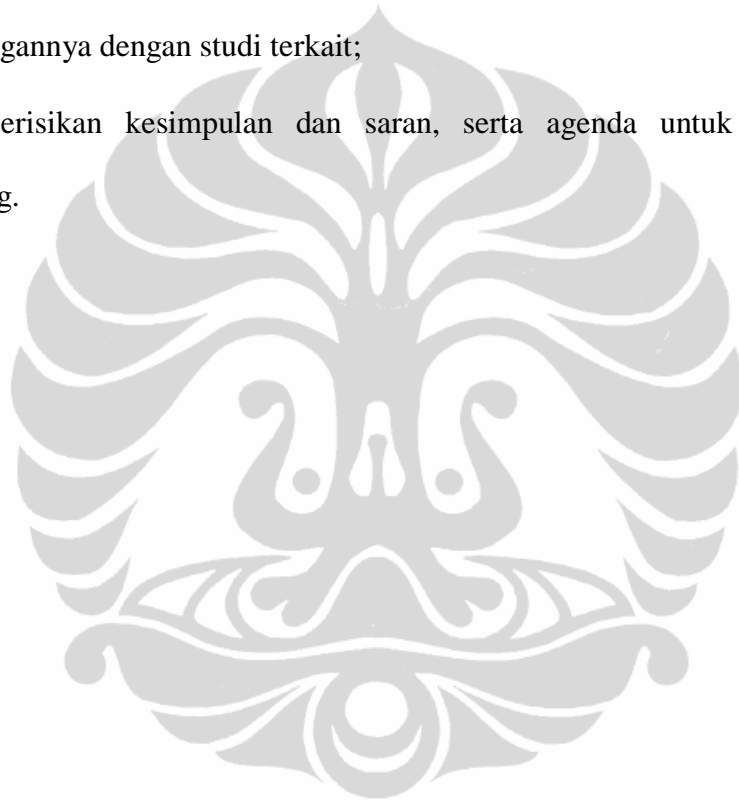 gannya dengan studi terkait;
erisikan kesimpulan dan saran, serta agenda untuk
g.